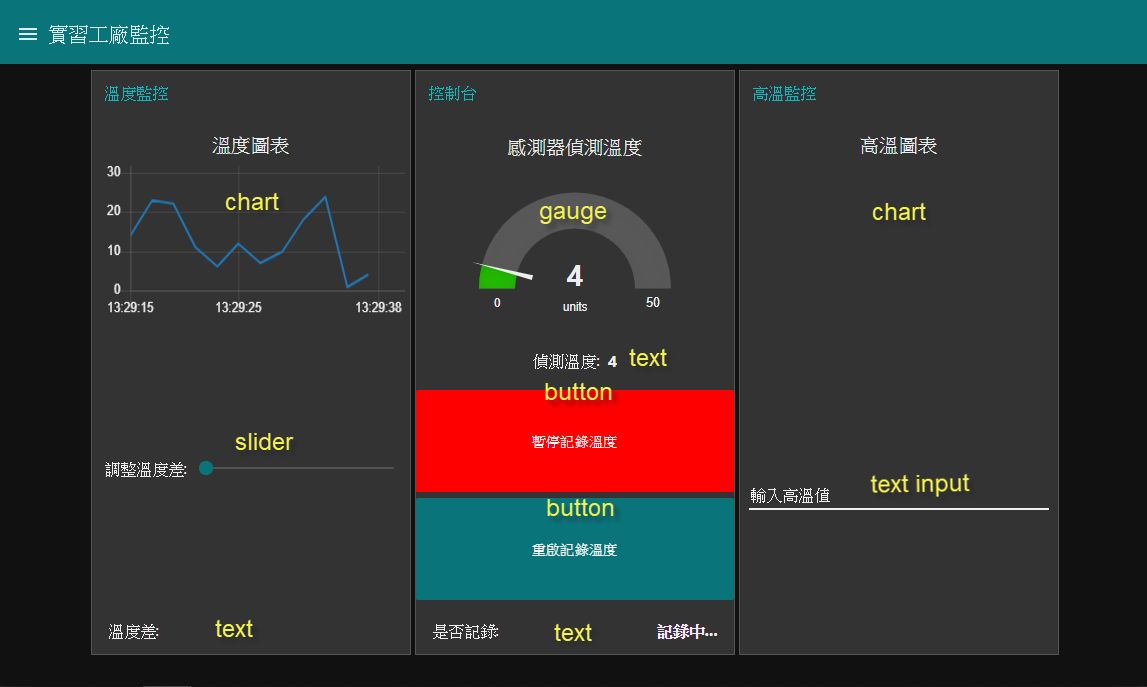 實習工廠監控
溫度監控
溫度圖表
30
20
10
0
13:29:15 13:29:25 13:29:38
chart
slider
調整溫度差:
溫度差: text
控制台
感測器偵測溫度
gauge
4
0 units 50
偵測溫度: 4 text
button
暫停記錄溫度
button
重啟記錄溫度
是否記錄: text 記錄中...
高溫監控
高溫圖表
chart
輸入高溫值 text input